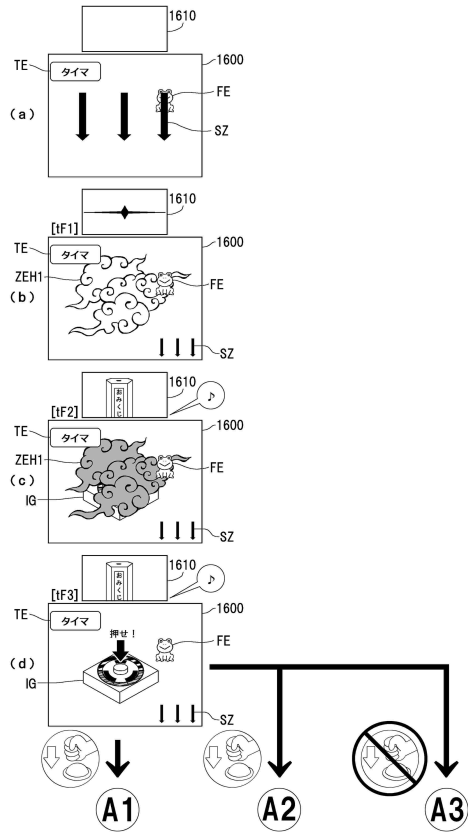 1610
TE
タイマ
1600
FE
(a)
SZ
1610
[tF1]
TE
タイマ
1600
ZEH1
FE
(b)
SZ
おみくじ
1610
♪
[tF2]
TE
タイマ
1600
ZEH1
FE
(c)
IG
SZ
おみくじ
1610
♪
[tF3]
TE
タイマ
1600
押せ!
FE
(d)
IG
SZ
A1
A2
A3